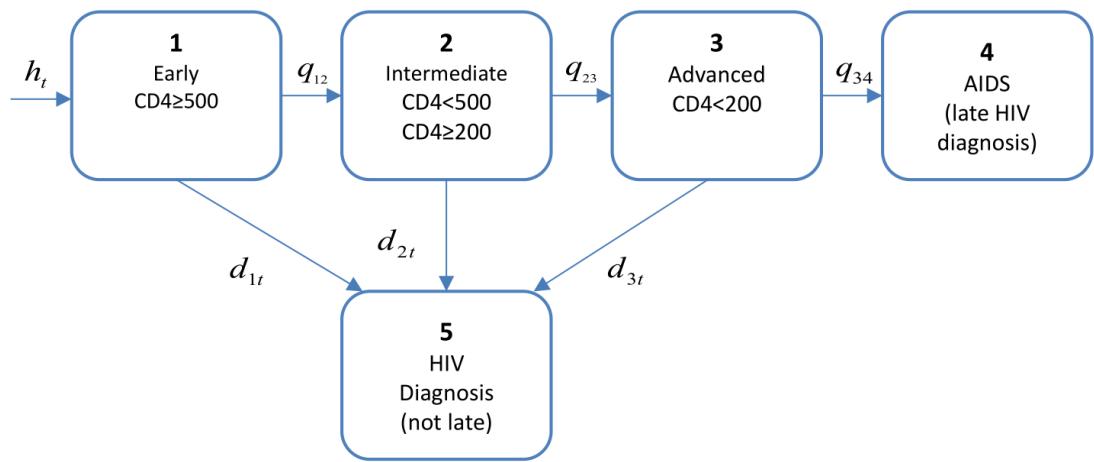 h_t
1
Early
CD4≥500
q_12
2
Intermediate
CD4<500
CD4≥200
q_23
3
Advanced
CD4<200
q_34
4
AIDS
(late HIV
diagnosis)
d_1t
d_2t
d_3t
5
HIV
Diagnosis
(not late)